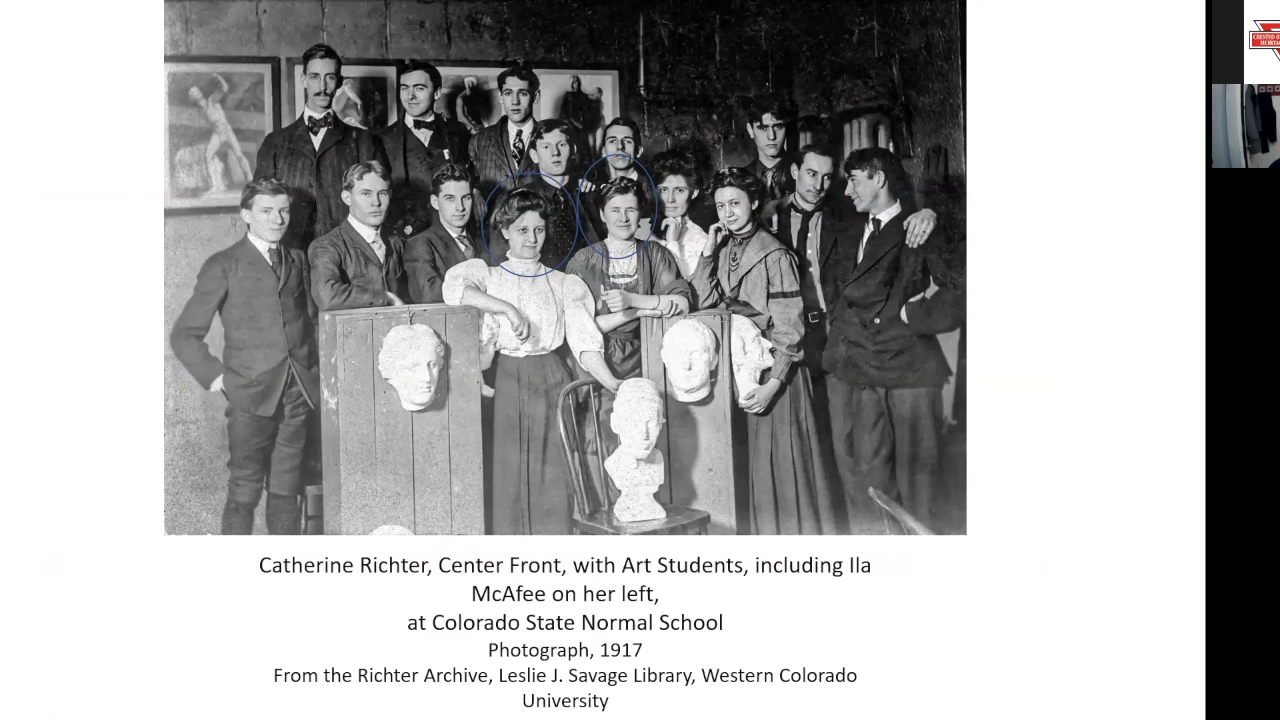 Catherine Richter, Center Front, with Art Students, including Ila
McAfee on her left,
at Colorado State Normal School
Photograph, 1917
From the Richter Archive, Leslie J. Savage Library, Western Colorado
University